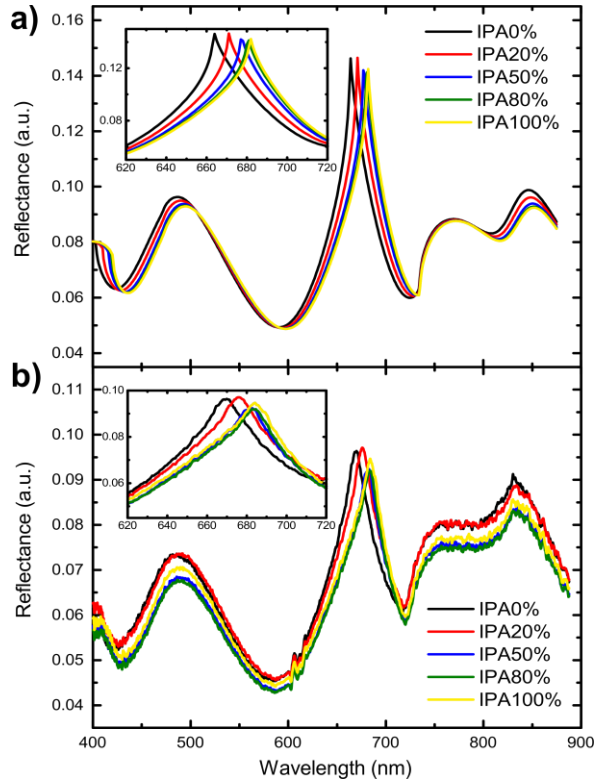 a)
0.16
0.14
0.12
0.10
0.08
0.06
0.04
Reflectance (a.u.)
0.12
0.08
620 640 660 680 700 720
IPA0%
IPA20%
IPA50%
IPA80%
IPA100%
b)
0.11
0.10
0.09
0.08
0.07
0.06
0.05
0.04
Reflectance (a.u.)
0.10
0.08
0.06
620 640 660 680 700 720
IPA0%
IPA20%
IPA50%
IPA80%
IPA100%
400 500 600 700 800 900
Wavelength (nm)